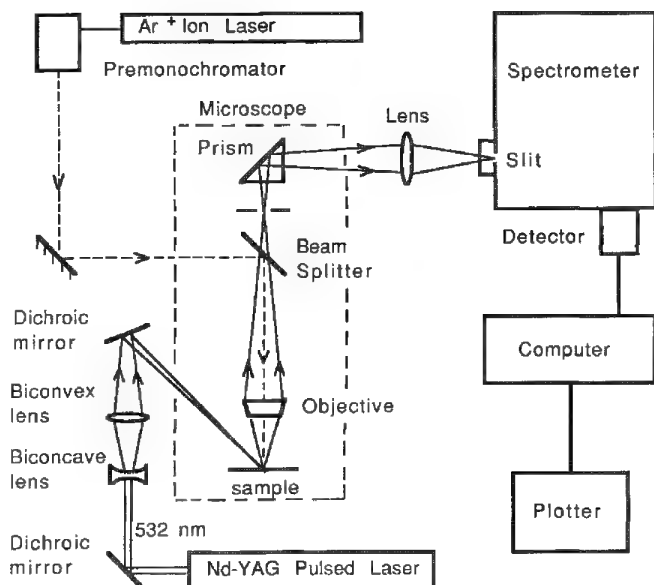 Ar + Ion Laser
Premonochromator
Microscope
Prism
Lens
Spectrometer
Slit
Detector
Beam
Splitter
Dichroic
mirror
Computer
Biconvex
lens
Objective
Biconcave
lens
sample
Plotter
532 nm
Dichroic
mirror
Nd-YAG Pulsed Laser